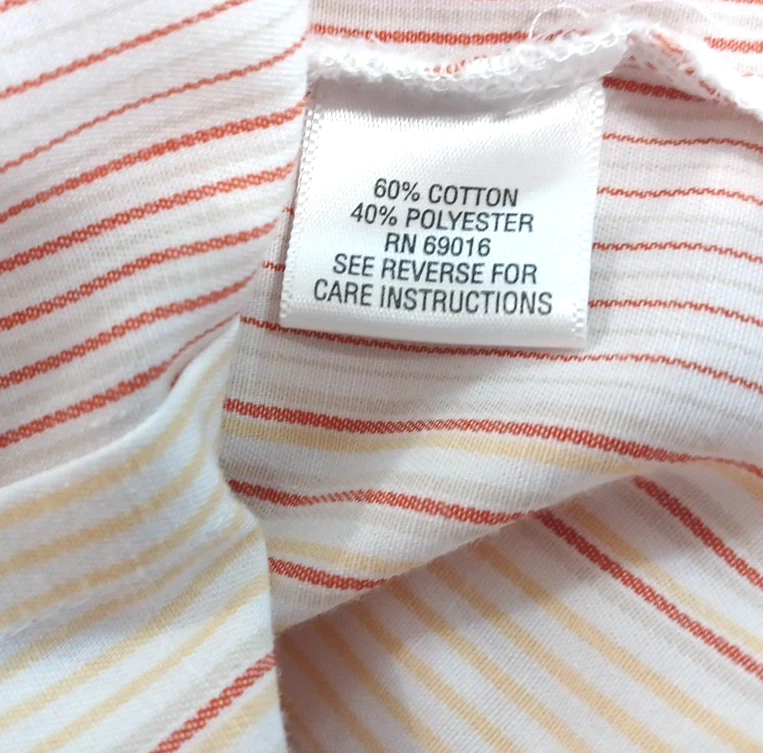 60% COTTON
40% POLYESTER
RN 69016
SEE REVERSE FOR
CARE INSTRUCTIONS